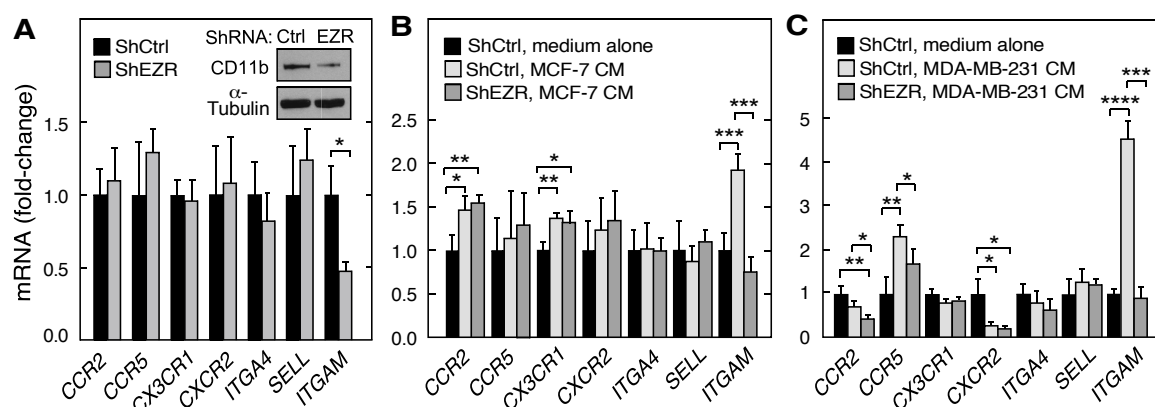 A
ShCtrl
ShEZR
ShRNA: Ctrl EZR
CD11b
α-
Tubulin
mRNA (fold-change)
1.5
1.0
0.5
0.0
*
CCR2
CCR5
CX3CR1
CXCR2
ITGA4
SELL
ITGAM
B
ShCtrl, medium alone
ShCtrl, MCF-7 CM
ShEZR, MCF-7 CM
2.5
2.0
1.5
1.0
0.5
0.0
**
*
*
**
***
***
CCR2
CCR5
CX3CR1
CXCR2
ITGA4
SELL
ITGAM
C
ShCtrl, medium alone
ShCtrl, MDA-MB-231 CM
ShEZR, MDA-MB-231 CM
6
5
4
3
2
1
0
*
**
*
**
*
*
***
****
CCR2
CCR5
CX3CR1
CXCR2
ITGA4
SELL
ITGAM